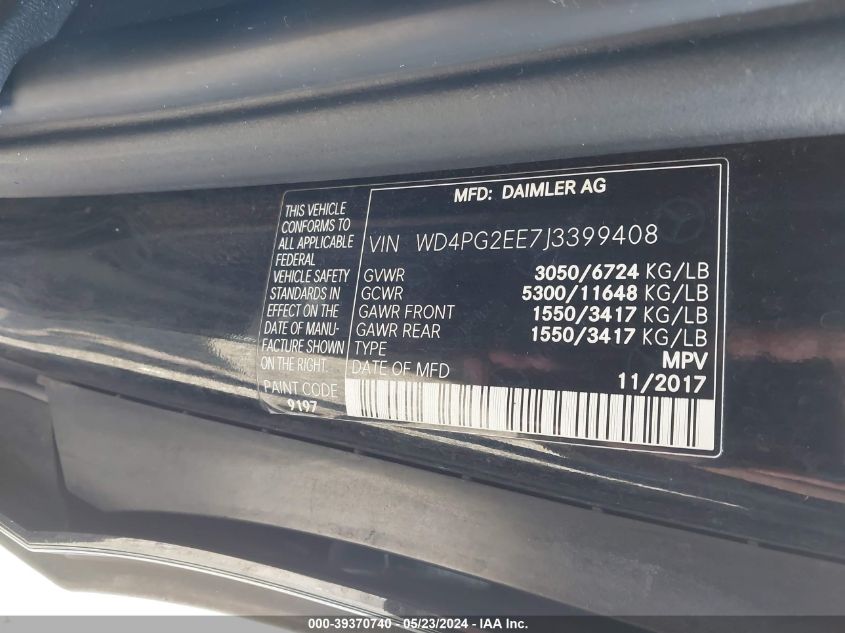 MFD: DAIMLER AG
THIS VEHICLE
CONFORMS TO
ALL APPLICABLE
FEDERAL
VEHICLE SAFETY
STANDARDS IN
EFFECT ON THE
DATE OF MANU-
FACTURE SHOWN
ON THE RIGHT.
PAINT CODE
9197
VIN WD4PG2EE7J3399408
GVWR 3050/6724 KG/LB
GCWR 5300/11648 KG/LB
GAWR FRONT 1550/3417 KG/LB
GAWR REAR 1550/3417 KG/LB
TYPE MPV
DATE OF MFD 11/2017
000-39370740 - 05/23/2024 - IAA Inc.